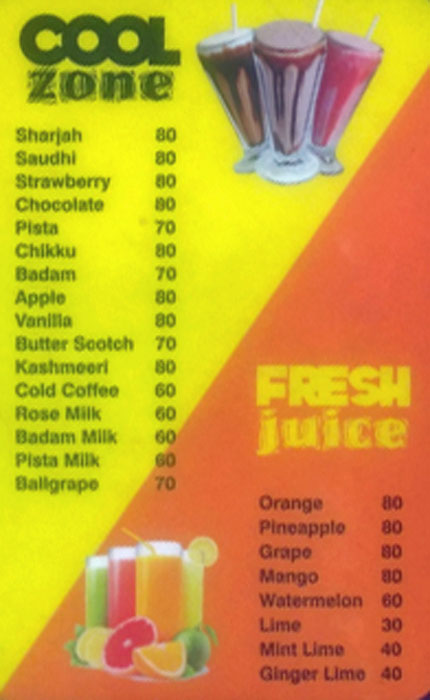 COOL
zone
Sharjah 80
Saudhi 80
Strawberry 80
Chocolate 80
Pista 70
Chikku 80
Badam 70
Apple 80
Vanilla 80
Butter Scotch 70
Kashmeeri 80
Cold Coffee 60
Rose Milk 60
Badam Milk 60
Pista Milk 60
Ballgrape 70
FRESH
juice
Orange 80
Pineapple 80
Grape 80
Mango 80
Watermelon 60
Lime 30
Mint Lime 40
Ginger Lime 40